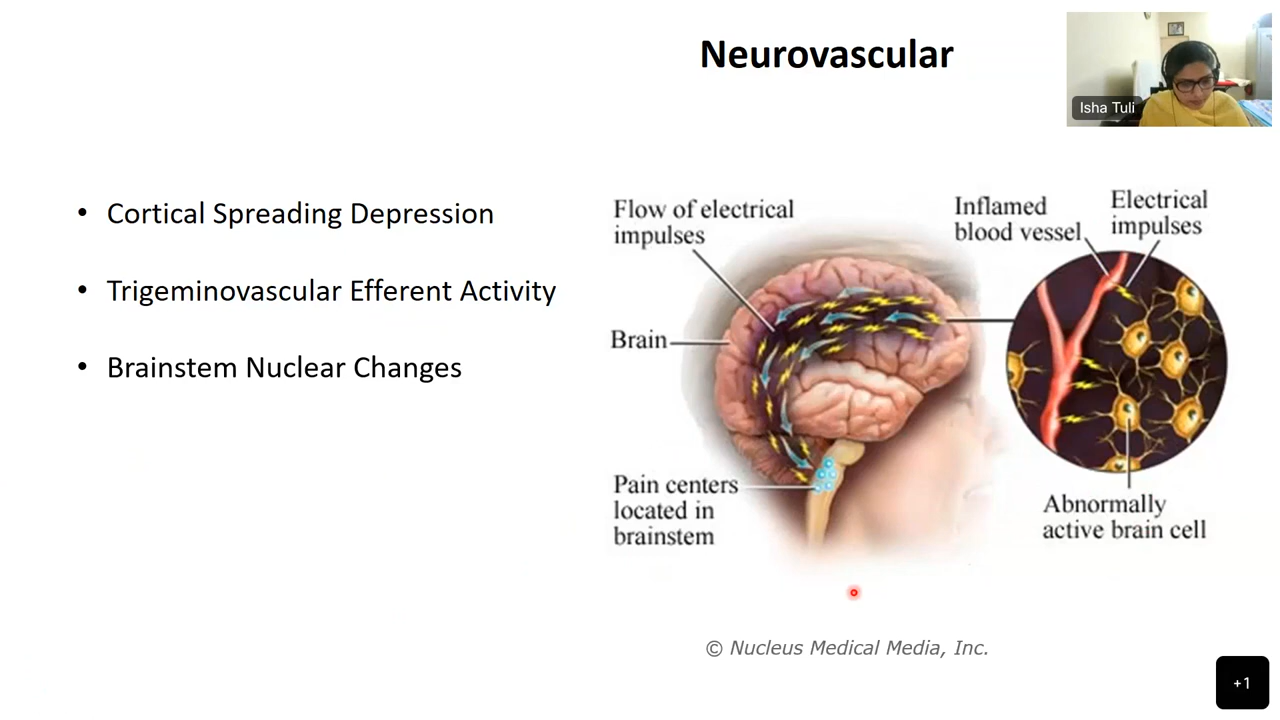 Neurovascular
Isha Tuli
• Cortical Spreading Depression
• Trigeminovascular Efferent Activity
• Brainstem Nuclear Changes
Flow of electrical
impulses
Inflamed
blood vessel
Electrical
impulses
Brain
Pain centers
located in
brainstem
Abnormally
active brain cell
© Nucleus Medical Media, Inc.
+1